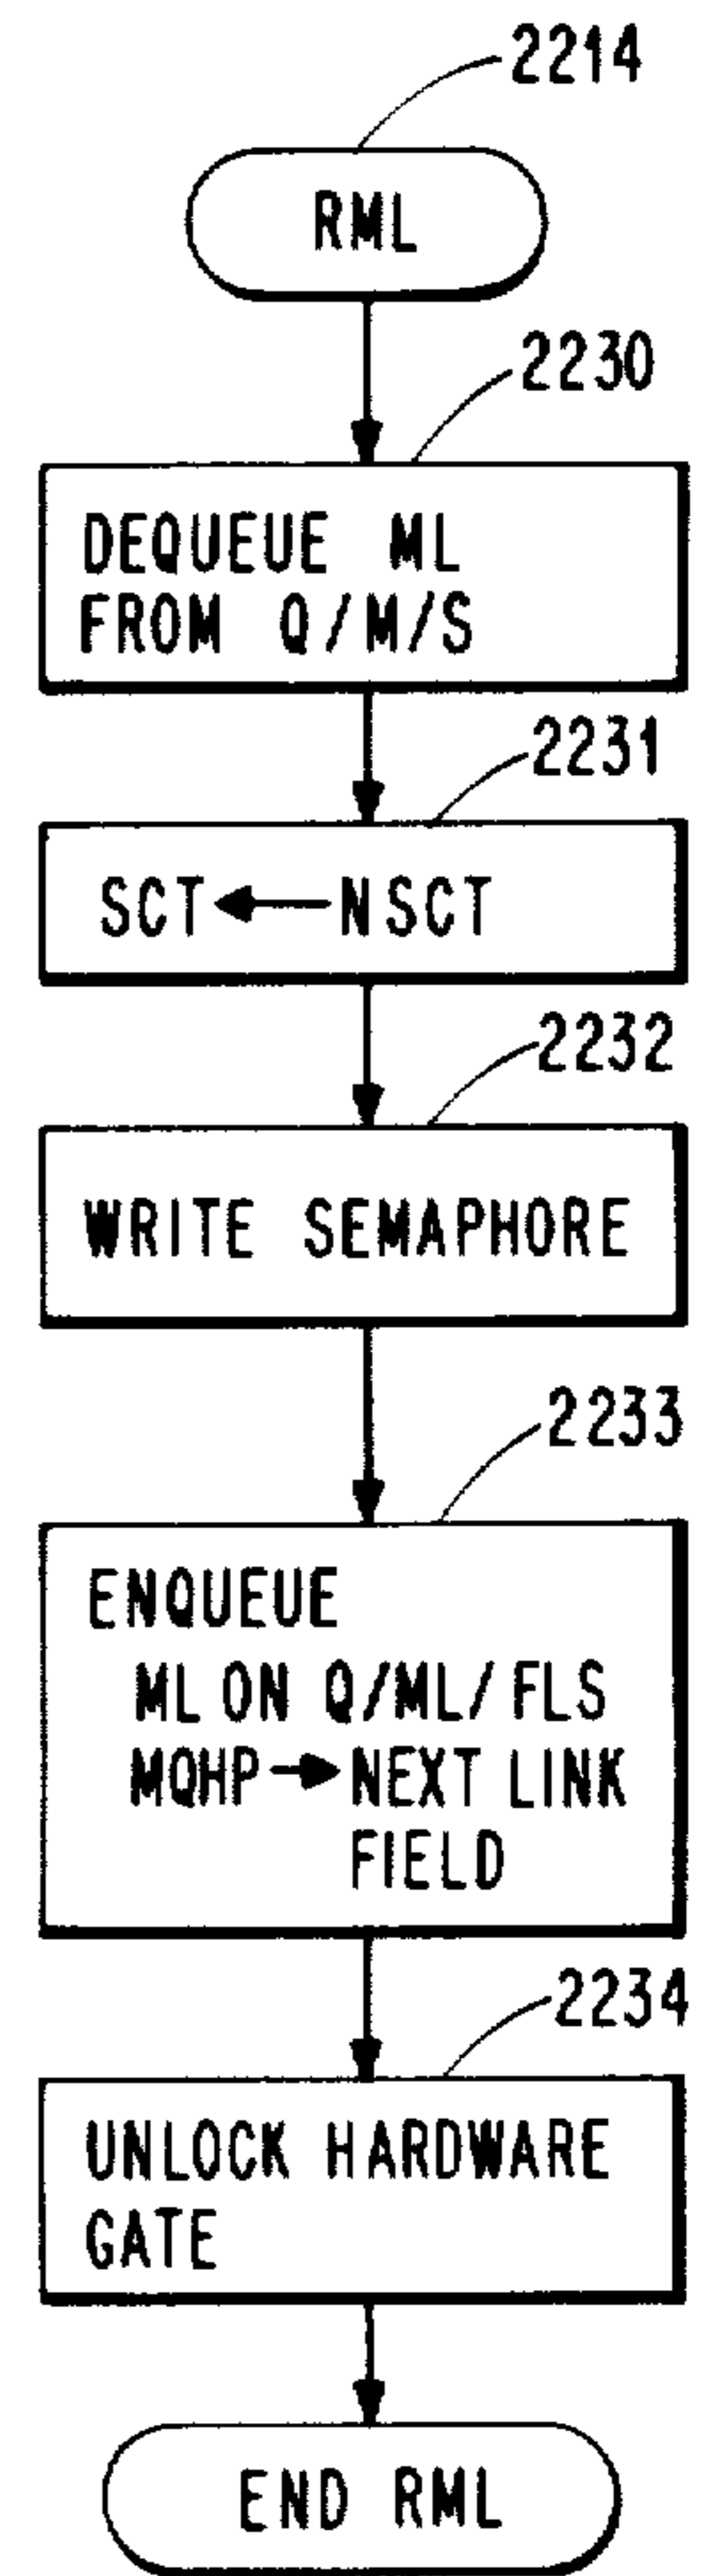 2214
RML
2230
DEQUEUE ML
FROM Q/M/S
2231
SCT ← NSCT
2232
WRITE SEMAPHORE
2233
ENQUEUE
ML ON Q/ML/FLS
MQHP → NEXT LINK
FIELD
2234
UNLOCK HARDWARE
GATE
END RML